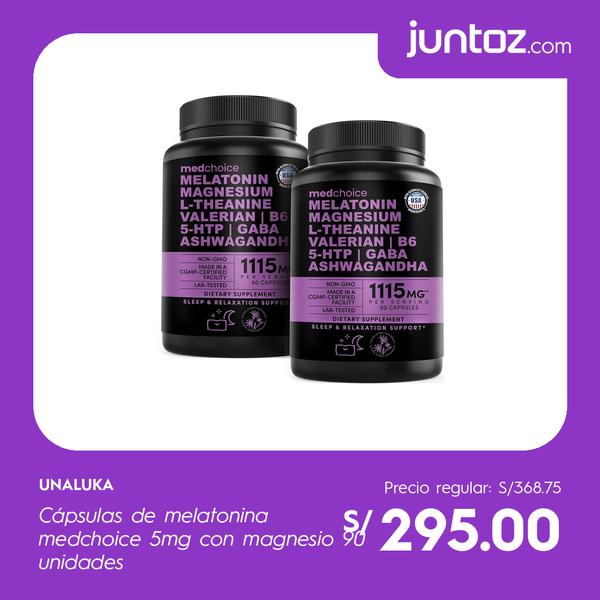 juntoz.com
medchoice
MELATONIN
MAGNESIUM
L-THEANINE
VALERIAN | B6
5-HTP | GABA
ASHWAGANDH
NON-GMO
MADE IN A
CGMP-CERTIFIED
FACILITY
LAB-TESTED
1115MG
PER SERVING
90 CAPSULES
DIETARY SUPPLEMENT
SLEEP & RELAXATION SUPPOR
medchoice
MELATONIN
MAGNESIUM
L-THEANINE
VALERIAN | B6
5-HTP | GABA
ASHWAGANDHA
USA
NON-GMO
MADE IN A
CGMP-CERTIFIED
FACILITY
LAB-TESTED
1115MG**
PER SERVING
90 CAPSULES
DIETARY SUPPLEMENT
SLEEP & RELAXATION SUPPORT*
UNALUKA
Cápsulas de melatonina
medchoice 5mg con magnesio 90
unidades
Precio regular: S/368.75
S/ 295.00